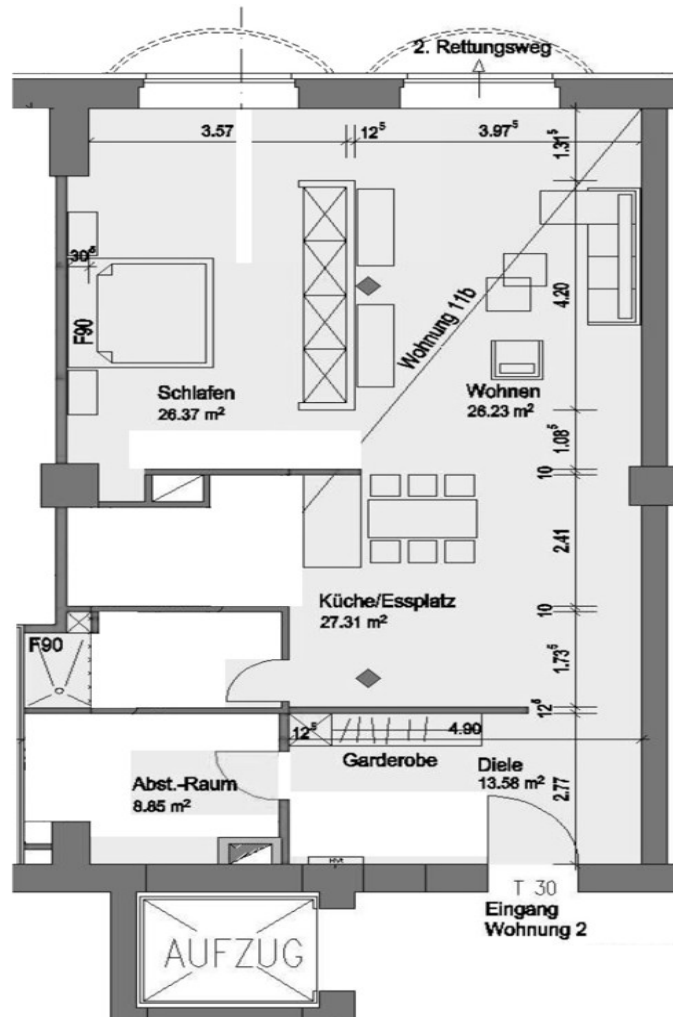 2. Rettungsweg
3.57
12⁵
3.97⁵
1.31⁵
30⁵
F90
4.20
Wohnung 11b
Schlafen
26.37 m²
Wohnen
26.23 m²
1.08⁵
10
2.41
Küche/Essplatz
27.31 m²
10
F90
1.73⁵
12⁵
12⁵
4.90
Garderobe
Diele
13.58 m²
Abst.-Raum
8.85 m²
2.77
T 30
Eingang
Wohnung 2
AUFZUG